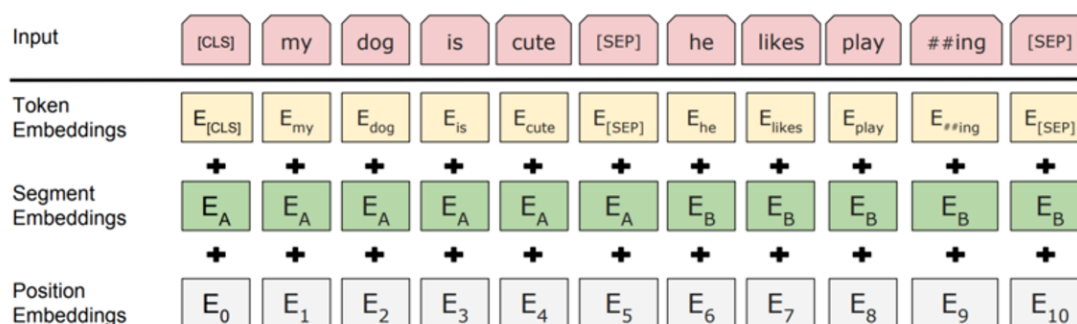 Input [CLS] my dog is cute [SEP] he likes play ##ing [SEP]
Token Embeddings E[CLS] Emy Edog Eis Ecute E[SEP] Ehe Elikes Eplay E##ing E[SEP]
+ + + + + + + + + + +
Segment Embeddings EA EA EA EA EA EA EB EB EB EB EB
+ + + + + + + + + + +
Position Embeddings E0 E1 E2 E3 E4 E5 E6 E7 E8 E9 E10